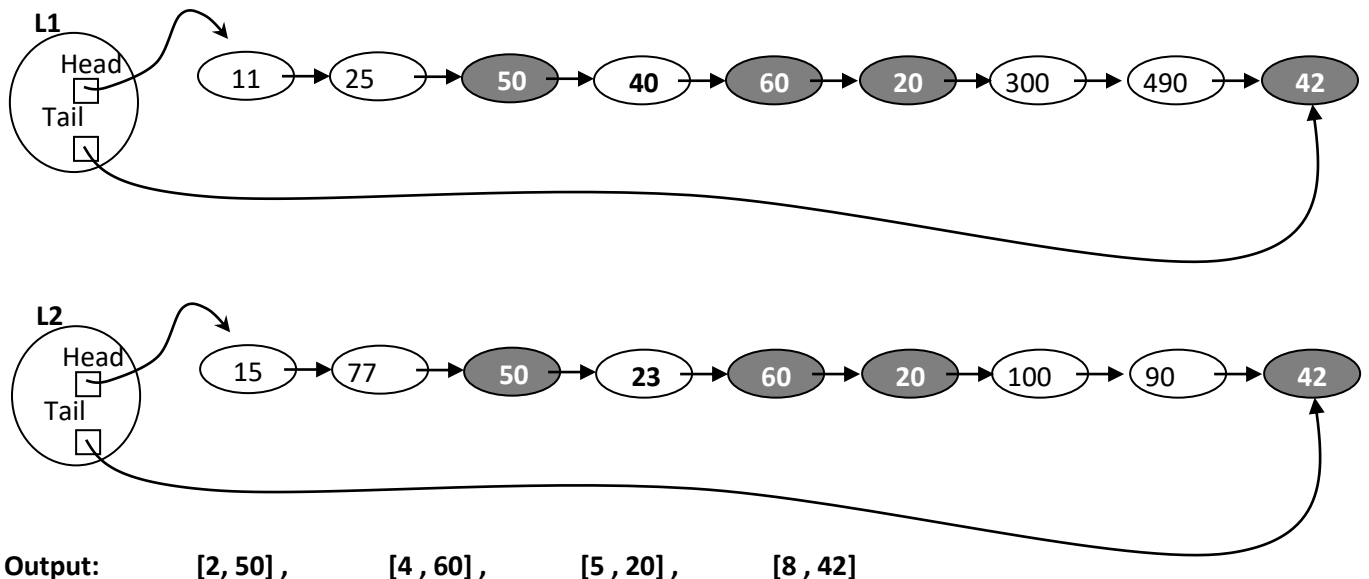 L1
Head
Tail
11 25 50 40 60 20 300 490 42
L2
Head
Tail
15 77 50 23 60 20 100 90 42
Output: [2, 50] , [4 , 60] , [5 , 20] , [8 , 42]